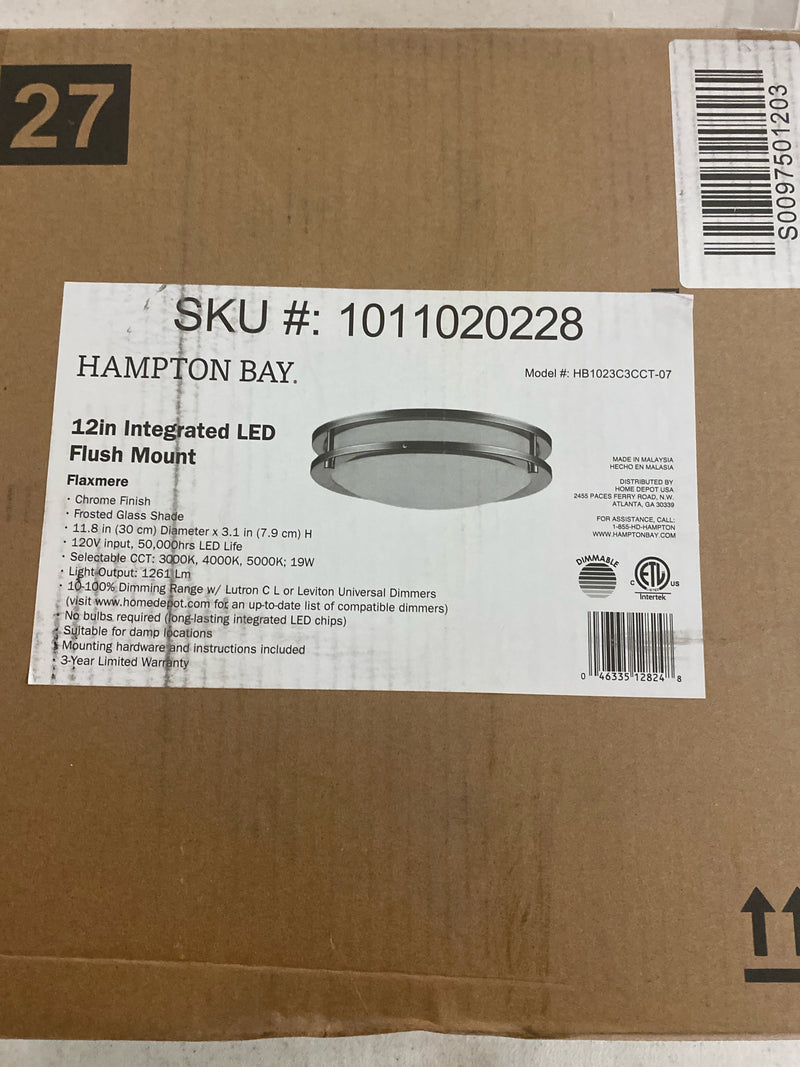 27
S0097501203
SKU #: 1011020228
HAMPTON BAY.
Model #: HB1023C3CCT-07
12in Integrated LED
Flush Mount
Flaxmere
· Chrome Finish
· Frosted Glass Shade
· 11.8 in (30 cm) Diameter x 3.1 in (7.9 cm) H
· 120V input, 50,000hrs LED Life
· Selectable CCT: 3000K, 4000K, 5000K; 19W
· Light Output: 1261 Lm
· 10-100% Dimming Range w/ Lutron C L or Leviton Universal Dimmers
(visit www.homedepot.com for an up-to-date list of compatible dimmers)
· No bulbs required (long-lasting integrated LED chips)
· Suitable for damp locations
· Mounting hardware and instructions included
· 3-Year Limited Warranty
MADE IN MALAYSIA
HECHO EN MALASIA
DISTRIBUTED BY
HOME DEPOT USA
2455 PACES FERRY ROAD, N.W.
ATLANTA, GA 30339
FOR ASSISTANCE, CALL:
1-855-HD-HAMPTON
WWW.HAMPTONBAY.COM
DIMMABLE
C ETL US
Intertek
0 46335 12824 8